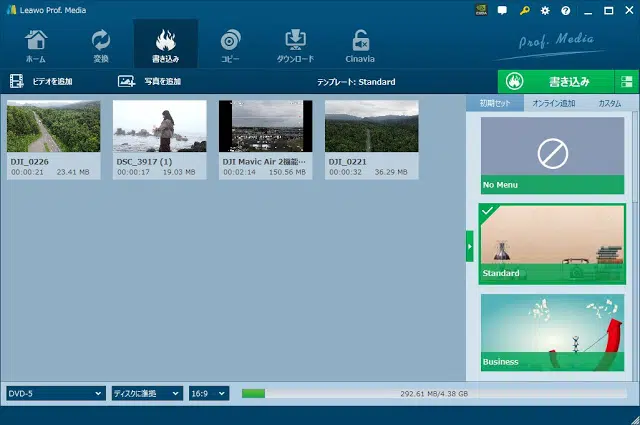 Leawo Prof. Media
ホーム
変換
書き込み
コピー
ダウンロード
Cinavia
Prof. Media
ビデオを追加
写真を追加
テンプレート: Standard
書き込み
初期セット
オンライン追加
カスタム
DJI_0226
00:00:21 23.41 MB
DSC_3917 (1)
00:00:17 19.03 MB
DJI Mavic Air 2機能…
00:02:14 150.56 MB
DJI_0221
00:00:32 36.29 MB
No Menu
Standard
Business
DVD-5
ディスクに準拠
16:9
292.61 MB/4.38 GB